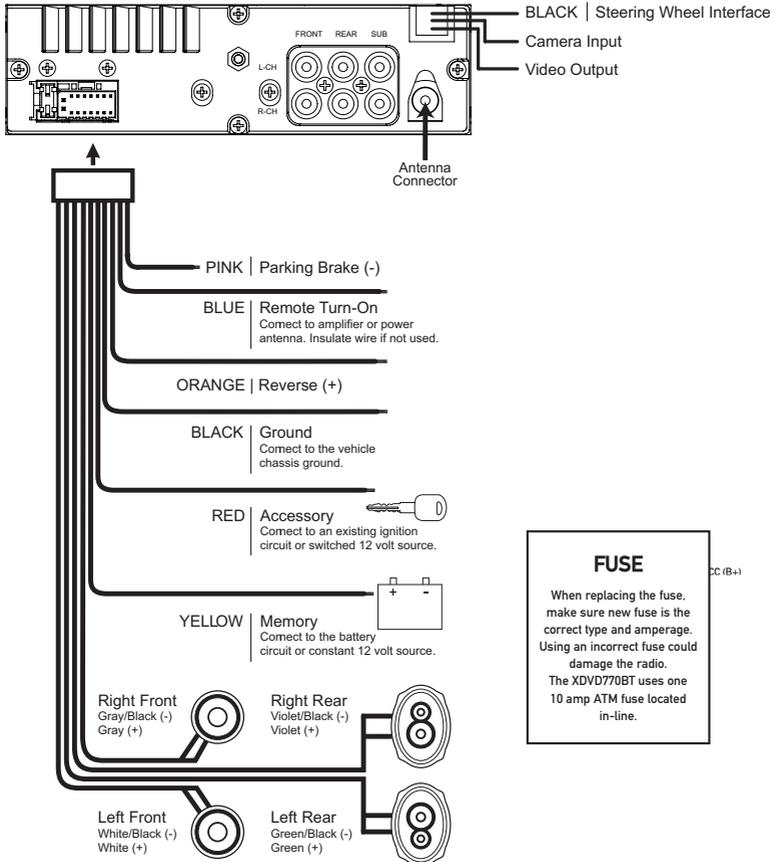 BLACK | Steering Wheel Interface
Camera Input
Video Output
FRONT REAR SUB
L-CH
R-CH
Antenna
Connector
PINK | Parking Brake (-)
BLUE | Remote Turn-On
Connect to amplifier or power
antenna. Insulate wire if not used.
ORANGE | Reverse (+)
BLACK | Ground
Connect to the vehicle
chassis ground.
RED | Accessory
Connect to an existing ignition
circuit or switched 12 volt source.
+ -
YELLOW | Memory
Connect to the battery
circuit or constant 12 volt source.
FUSE
When replacing the fuse,
make sure new fuse is the
correct type and amperage.
Using an incorrect fuse could
damage the radio.
The XDVD770BT uses one
10 amp ATM fuse located
in-line.
CC (B+)
Right Front
Gray/Black (-)
Gray (+)
Right Rear
Violet/Black (-)
Violet (+)
Left Front
White/Black (-)
White (+)
Left Rear
Green/Black (-)
Green (+)